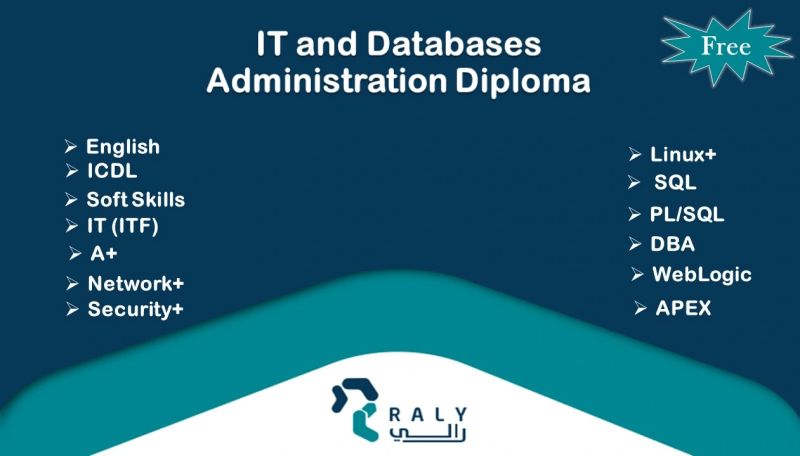 IT and Databases
Administration Diploma
Free
➢ English
➢ ICDL
➢ Soft Skills
➢ IT (ITF)
➢ A+
➢ Network+
➢ Security+
➢ Linux+
➢ SQL
➢ PL/SQL
➢ DBA
➢ WebLogic
➢ APEX
RALY
رالي